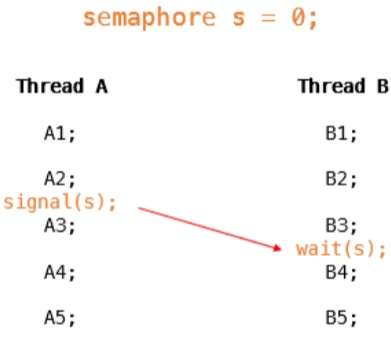 semaphore s = 0;
Thread A
A1;
A2;
signal(s);
A3;
A4;
A5;
Thread B
B1;
B2;
B3;
wait(s);
B4;
B5;